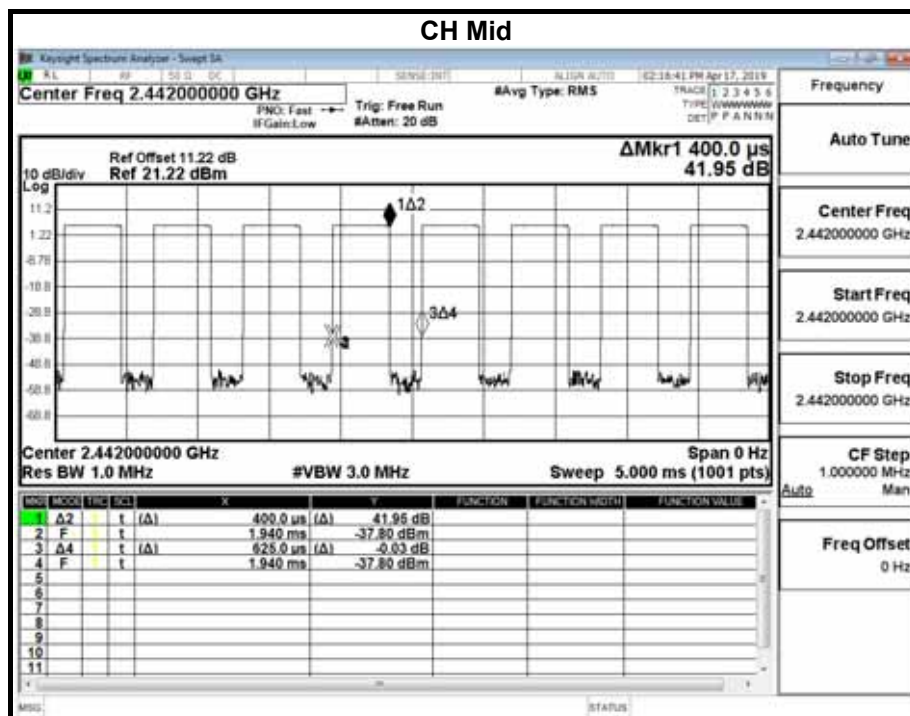 CH Mid
Keysight Spectrum Analyzer - Swept SA
RL RF 50 Ω DC SENSE:INT ALIGN AUTO 02:16:41 PM Apr 17, 2019
Center Freq 2.442000000 GHz
PNO: Fast
IFGain:Low
Trig: Free Run
#Atten: 20 dB
#Avg Type: RMS
TRACE 1 2 3 4 5 6
TYPE WWWWWW
DET P P A N N N
Frequency
Auto Tune
Center Freq
2.442000000 GHz
Start Freq
2.442000000 GHz
Stop Freq
2.442000000 GHz
CF Step
1.000000 MHz
Auto Man
Freq Offset
0 Hz
ΔMkr1 400.0 µs
41.95 dB
Ref Offset 11.22 dB
10 dB/div Ref 21.22 dBm
Log
11.2
1.22
-8.78
-18.8
-28.8
-38.8
-48.8
-58.8
-68.8
1Δ2
3Δ4
Center 2.442000000 GHz Span 0 Hz
Res BW 1.0 MHz #VBW 3.0 MHz Sweep 5.000 ms (1001 pts)
MKR MODE TRC SCL X Y FUNCTION FUNCTION WIDTH FUNCTION VALUE
1 Δ2 1 t (Δ) 400.0 µs (Δ) 41.95 dB
2 F 1 t 1.940 ms -37.80 dBm
3 Δ4 1 t (Δ) 625.0 µs (Δ) -0.03 dB
4 F 1 t 1.940 ms -37.80 dBm
5
6
7
8
9
10
11
MSG STATUS